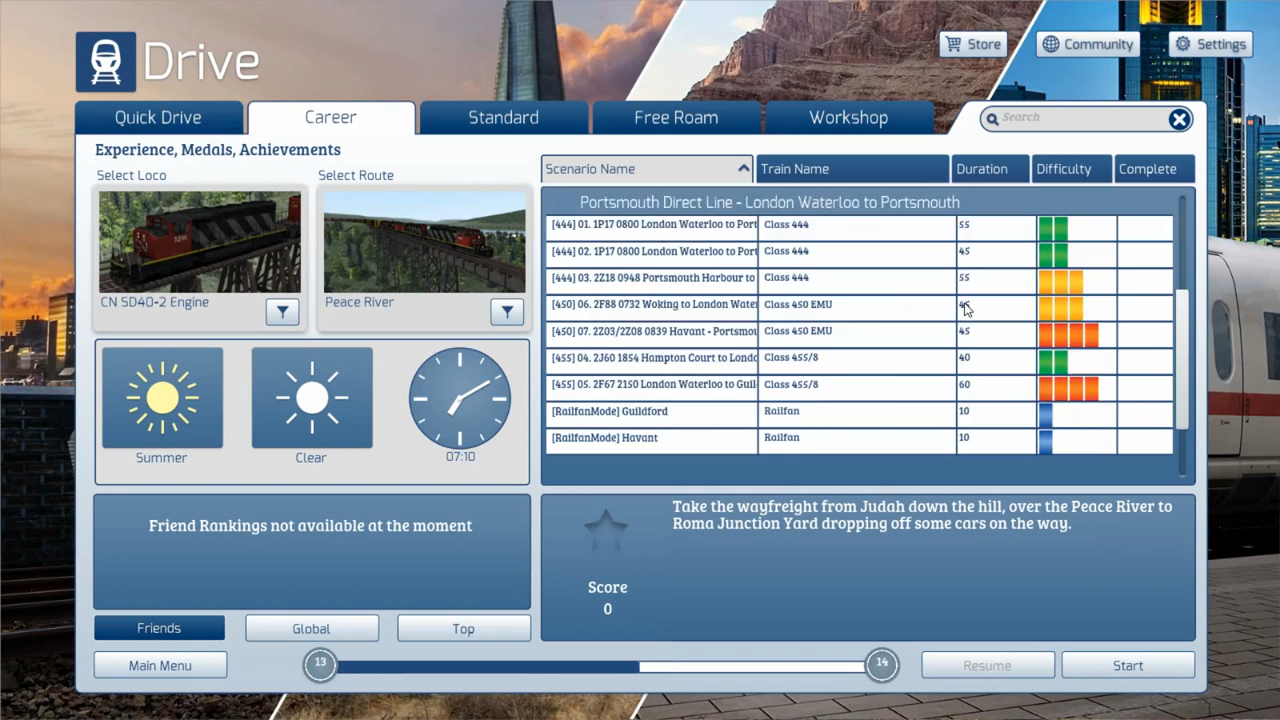 Drive
Store
Community
Settings
Quick Drive
Career
Standard
Free Roam
Workshop
Search
Experience, Medals, Achievements
Select Loco
Select Route
CN SD40-2 Engine
Peace River
Summer
Clear
07:10
Scenario Name
Train Name
Duration
Difficulty
Complete
Portsmouth Direct Line - London Waterloo to Portsmouth
[444] 01. 1P17 0800 London Waterloo to Port Class 444 55
[444] 02. 1P17 0800 London Waterloo to Port Class 444 45
[444] 03. 2Z18 0948 Portsmouth Harbour to Class 444 55
[450] 06. 2F88 0732 Woking to London Water Class 450 EMU
[450] 07. 2Z03/2Z08 0839 Havant - Portsmou Class 450 EMU 45
[455] 04. 2J60 1854 Hampton Court to Londo Class 455/8 40
[455] 05. 2F67 2150 London Waterloo to Guil Class 455/8 60
[RailfanMode] Guildford Railfan 10
[RailfanMode] Havant Railfan 10
Friend Rankings not available at the moment
Take the wayfreight from Judah down the hill, over the Peace River to
Roma Junction Yard dropping off some cars on the way.
Score
0
Friends
Global
Top
Main Menu
13
14
Resume
Start